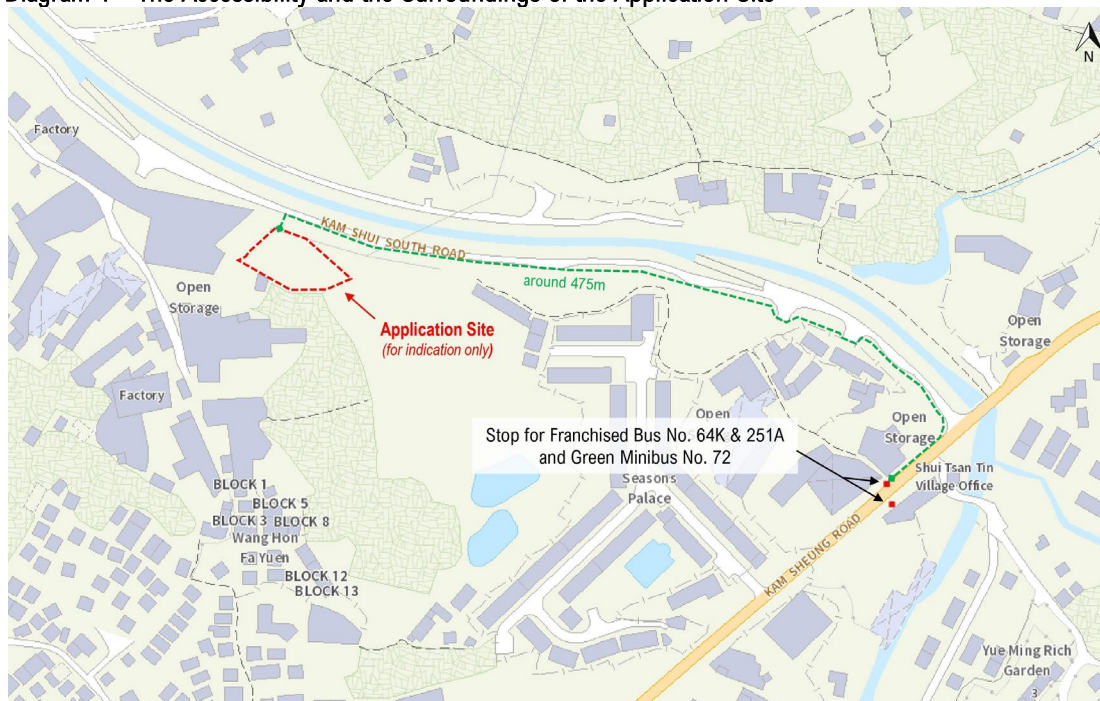 The Accessibility and the Surroundings of the Application Site
N
Factory
KAM SHUI SOUTH ROAD
around 475m
Open
Storage
Application Site
(for indication only)
Open
Storage
Factory
Open
Open
Storage
Stop for Franchised Bus No. 64K & 251A
and Green Minibus No. 72
Seasons
Palace
Shui Tsan Tin
Village Office
BLOCK 1
BLOCK 5
BLOCK 3
BLOCK 8
Wang Hon
Fa Yuen
BLOCK 12
BLOCK 13
KAM SHEUNG ROAD
Yue Ming Rich
Garden
3